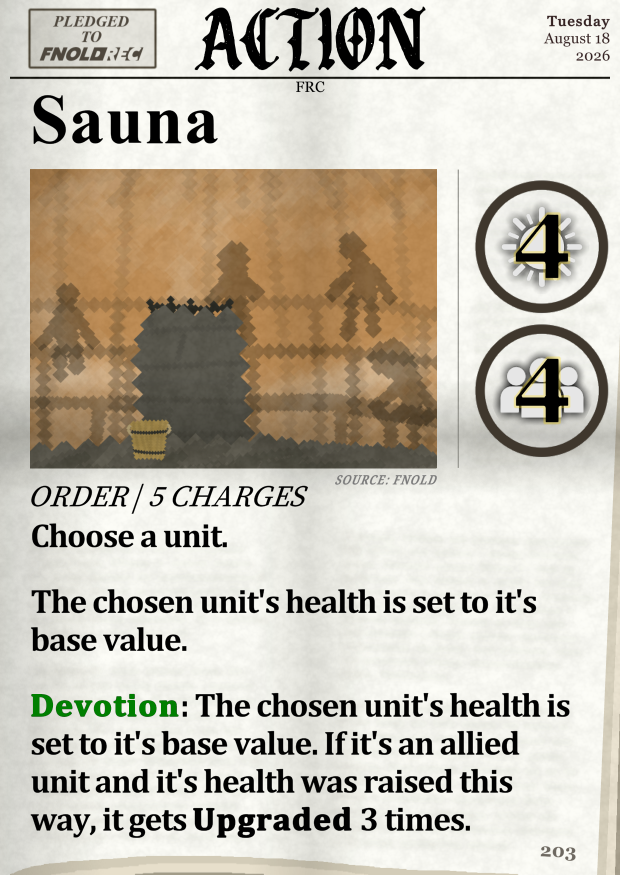 PLEDGED
TO
FNOLD REC
ACTION
Tuesday
August 18
2026
FRC
Sauna
4
4
SOURCE: FNOLD
ORDER | 5 CHARGES
Choose a unit.
The chosen unit's health is set to it's
base value.
Devotion: The chosen unit's health is
set to it's base value. If it's an allied
unit and it's health was raised this
way, it gets Upgraded 3 times.
203